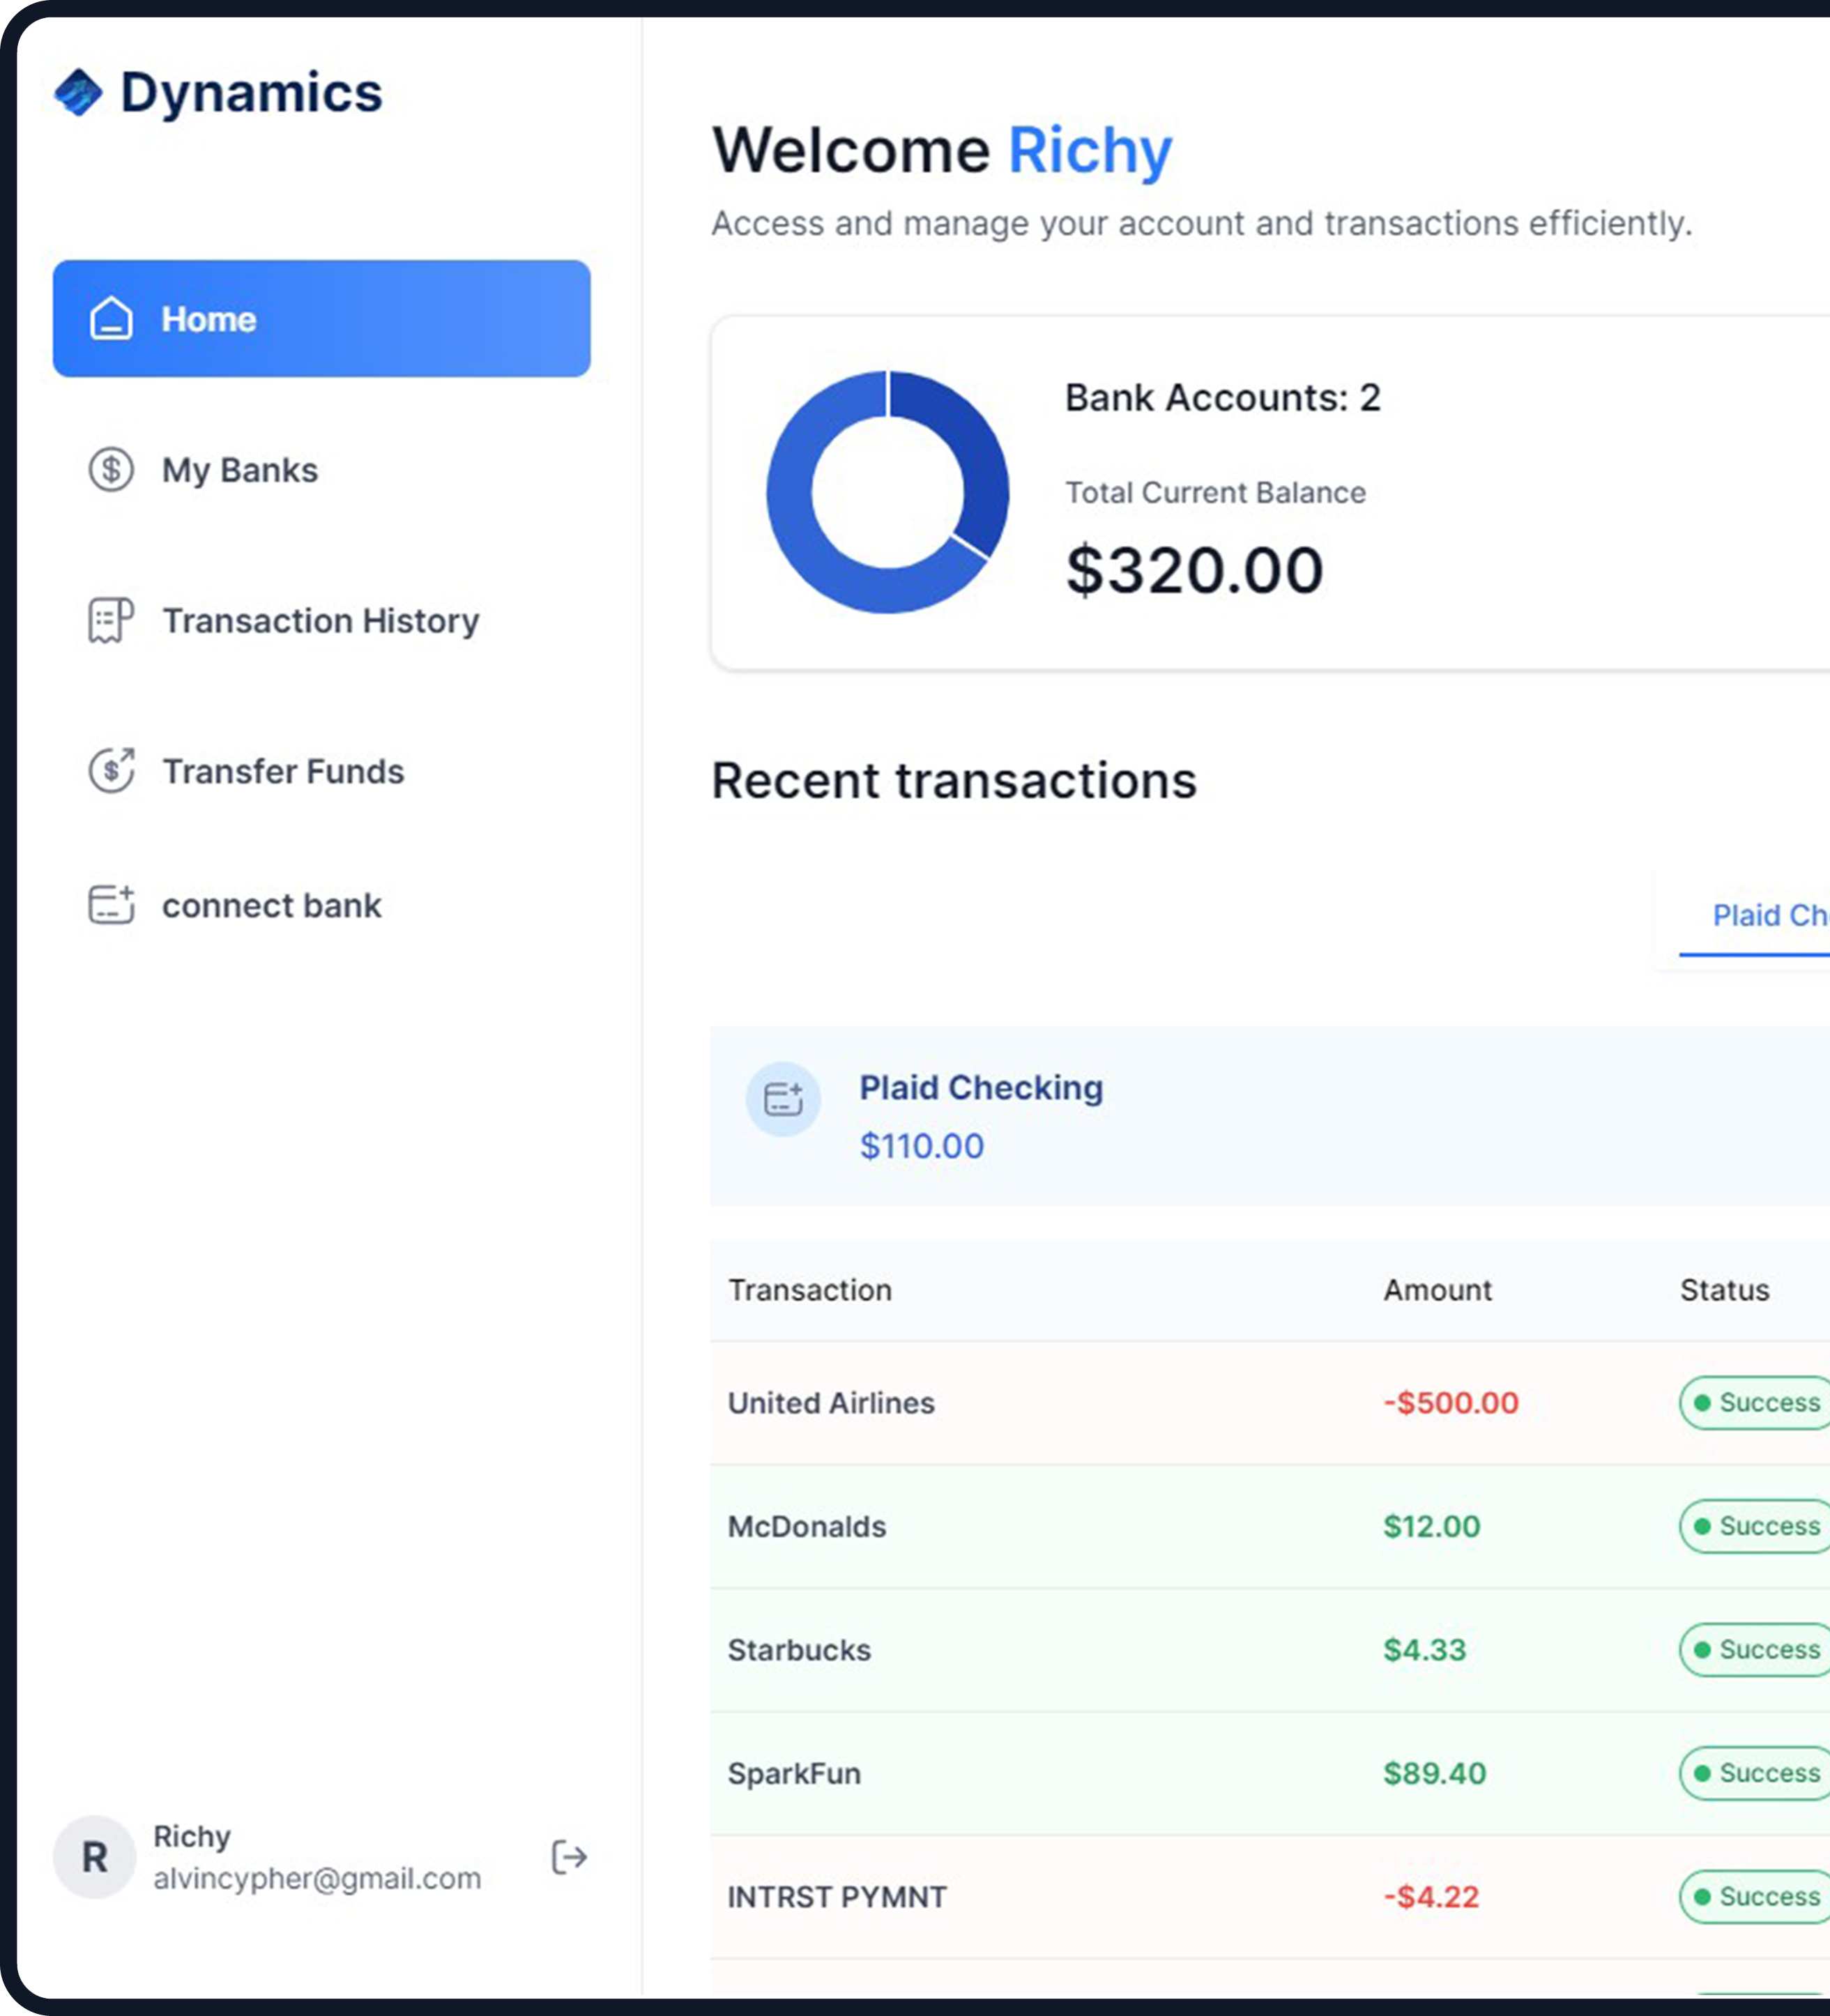 Dynamics
Home
My Banks
Transaction History
Transfer Funds
connect bank
R
Richy
alvincypher@gmail.com
Welcome Richy
Access and manage your account and transactions efficiently.
Bank Accounts: 2
Total Current Balance
$320.00
Recent transactions
Plaid Ch
Plaid Checking
$110.00
Transaction Amount Status
United Airlines -$500.00 Success
McDonalds $12.00 Success
Starbucks $4.33 Success
SparkFun $89.40 Success
INTRST PYMNT -$4.22 Success